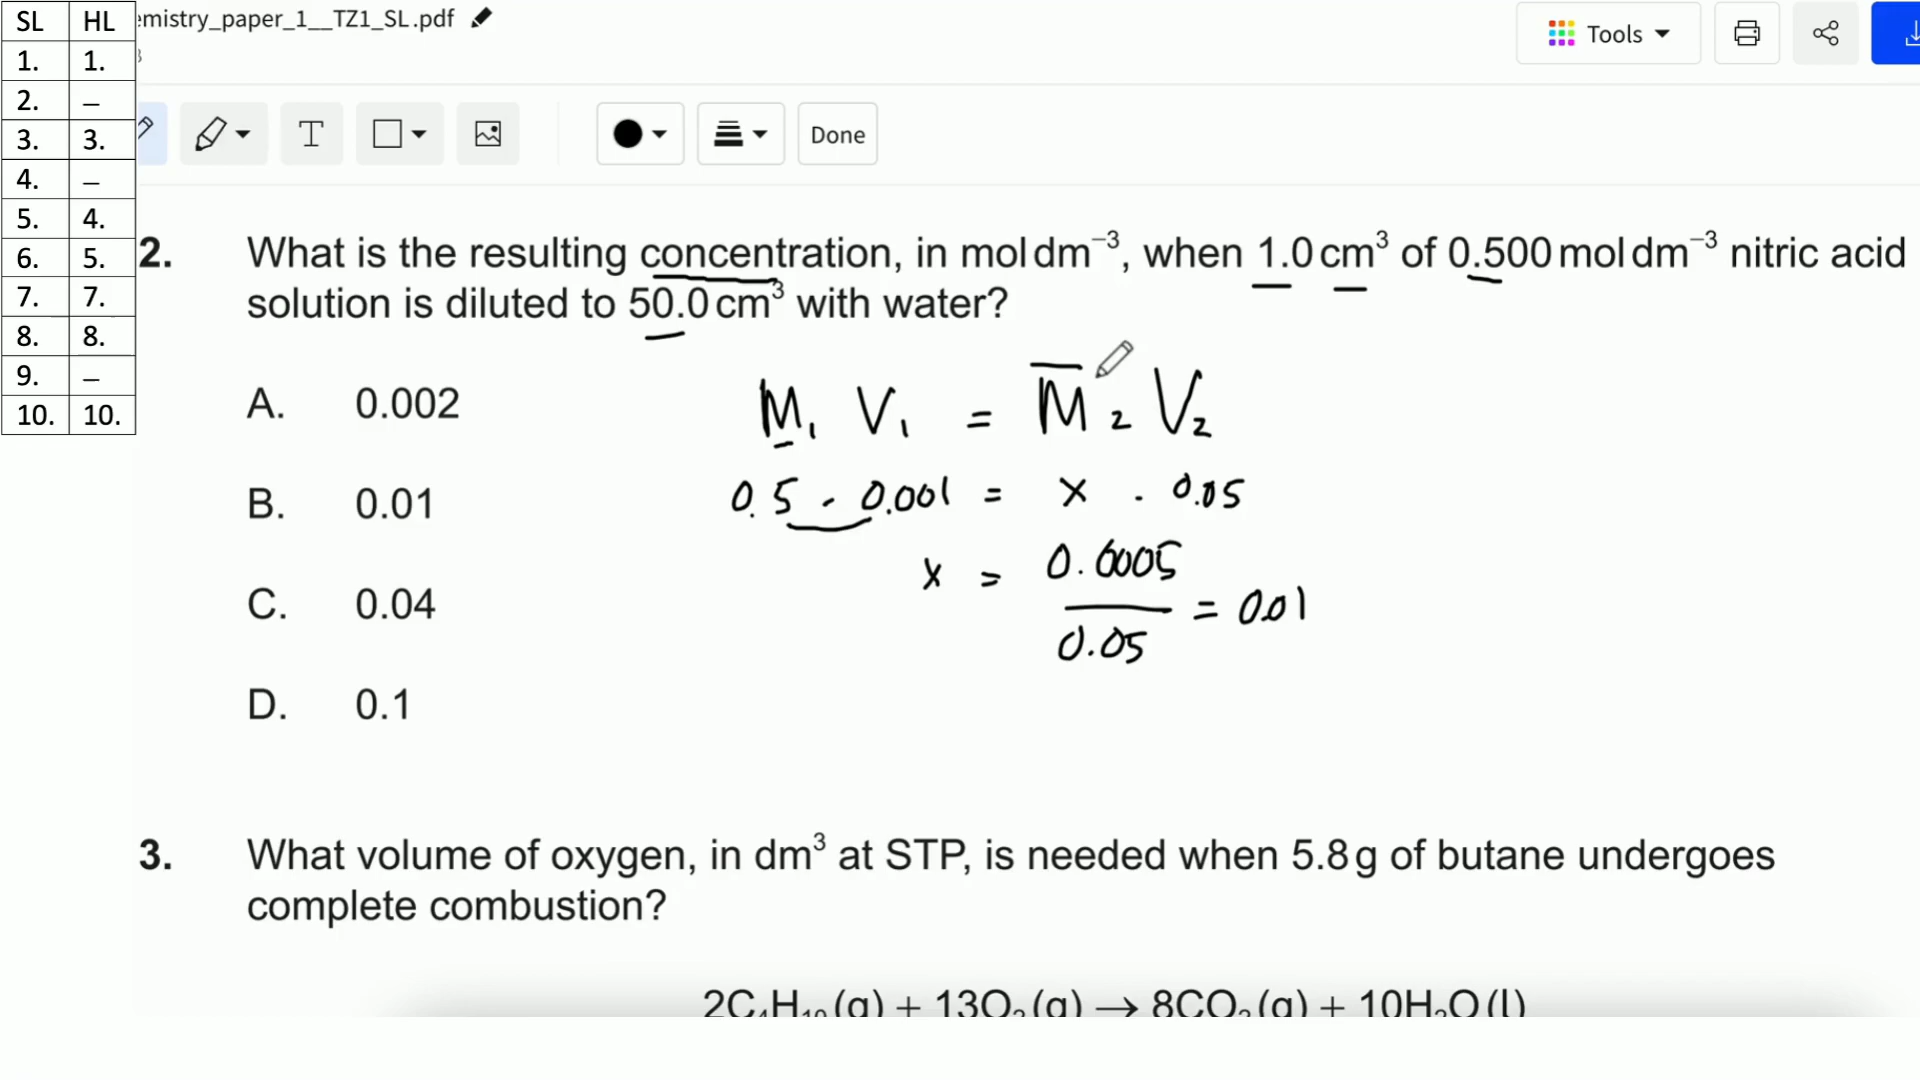 SL HL
1. 1.
2. –
3. 3.
4. –
5. 4.
6. 5.
7. 7.
8. 8.
9. –
10. 10.
emistry_paper_1__TZ1_SL.pdf
Tools
T
Done
2. What is the resulting concentration, in mol dm⁻³, when 1.0 cm³ of 0.500 mol dm⁻³ nitric acid
solution is diluted to 50.0 cm³ with water?
A. 0.002
B. 0.01
C. 0.04
D. 0.1
M₁ V₁ = M₂ V₂
0.5 · 0.001 = x · 0.05
x = 0.0005
0.05
= 0.01
3. What volume of oxygen, in dm³ at STP, is needed when 5.8 g of butane undergoes
complete combustion?
2C₄H₁₀(g) + 13O₂(g) → 8CO₂(g) + 10H₂O(l)